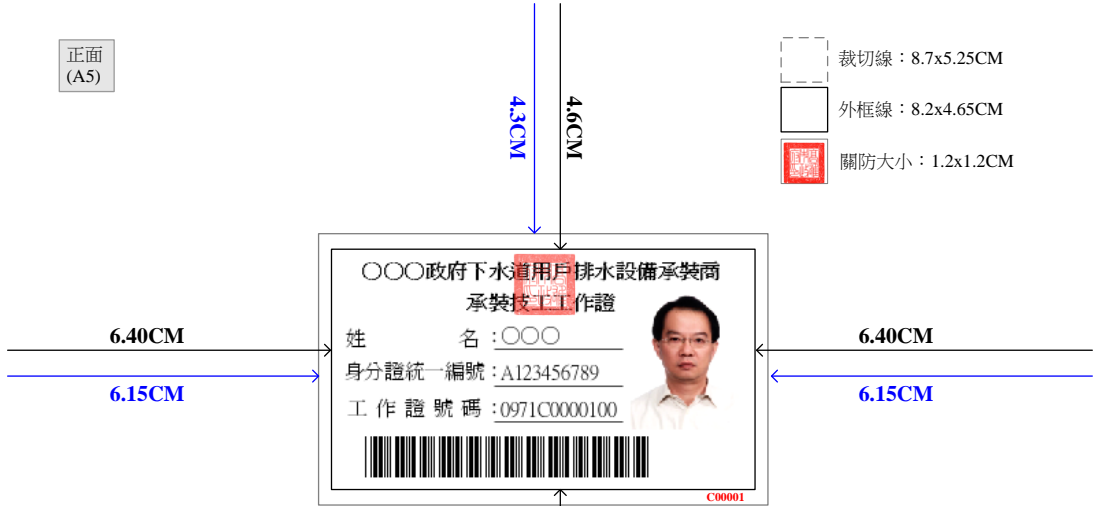 正面
(A5)
4.3CM
4.6CM
裁切線：8.7x5.25CM
外框線：8.2x4.65CM
關防大小：1.2x1.2CM
〇〇〇政府下水道用戶排水設備承裝商
承裝技工工作證
姓 名：〇〇〇
身分證統一編號：A123456789
工作證號碼：0971C0000100
6.40CM
6.15CM
6.40CM
6.15CM
C00001